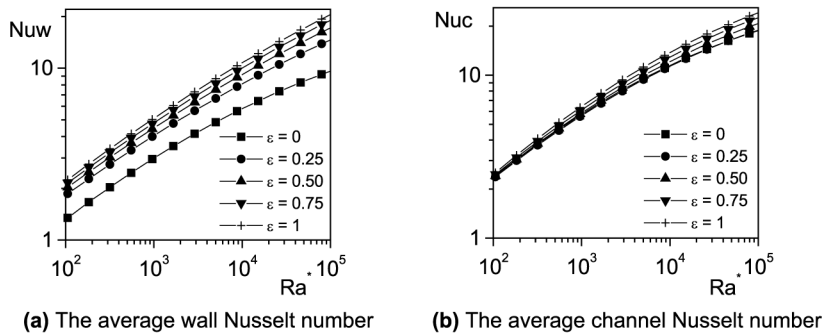 Nuw
10
1
ε = 0
ε = 0.25
ε = 0.50
ε = 0.75
ε = 1
10² 10³ 10⁴ 10⁵
Ra*
(a) The average wall Nusselt number
Nuc
10
1
ε = 0
ε = 0.25
ε = 0.50
ε = 0.75
ε = 1
10² 10³ 10⁴ 10⁵
Ra*
(b) The average channel Nusselt number